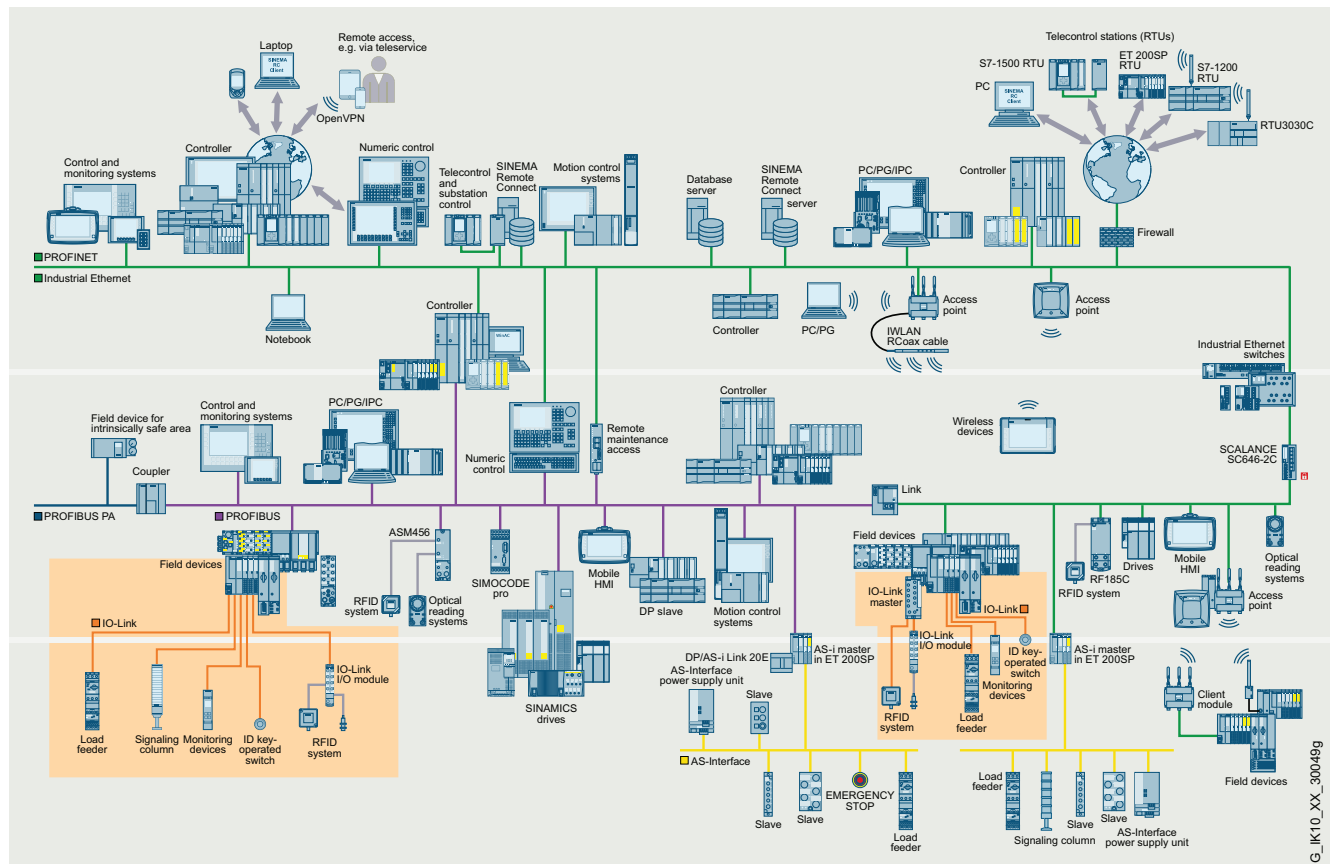 Remote access,
e.g. via teleservice
Laptop
SINEMA
RC
Client
OpenVPN
Telecontrol stations (RTUs)
S7-1500 RTU
ET 200SP
RTU
S7-1200
RTU
PC
SINEMA
RC
Client
RTU3030C
Control and
monitoring systems
Controller
Numeric control
Telecontrol
and
substation
control
SINEMA
Remote
Connect
Motion control
systems
Database
server
SINEMA
Remote
Connect
server
PC/PG/IPC
Controller
Firewall
PROFINET
Industrial Ethernet
Notebook
Controller
WinAC
Controller
PC/PG
Access
point
IWLAN
RCoax cable
Access
point
Industrial Ethernet
switches
Field device for
intrinsically safe area
Control and
monitoring systems
PC/PG/IPC
Coupler
Numeric
control
Remote
maintenance
access
Controller
Wireless
devices
SCALANCE
SC646-2C
Link
PROFIBUS PA
PROFIBUS
Field devices
ASM456
RFID
system
Optical
reading
systems
SIMOCODE
pro
Mobile
HMI
DP slave
Motion control
systems
Field devices
IO-Link
master
IO-Link
RF185C
RFID system
Drives
Mobile
HMI
Optical
reading
systems
Access
point
IO-Link
IO-Link
I/O module
Load
feeder
Signaling
column
Monitoring
devices
ID key-
operated
switch
RFID
system
SINAMICS
drives
DP/AS-i Link 20E
AS-i master
in ET 200SP
AS-Interface
power supply unit
Slave
IO-Link
I/O module
ID key-
operated
switch
Monitoring
devices
RFID
system
Load
feeder
AS-i master
in ET 200SP
Client
module
Field devices
AS-Interface
Slave
Slave
EMERGENCY
STOP
Load
feeder
Load
feeder
Signaling column
Slave
Slave
AS-Interface
power supply unit
G_IK10_XX_30049g